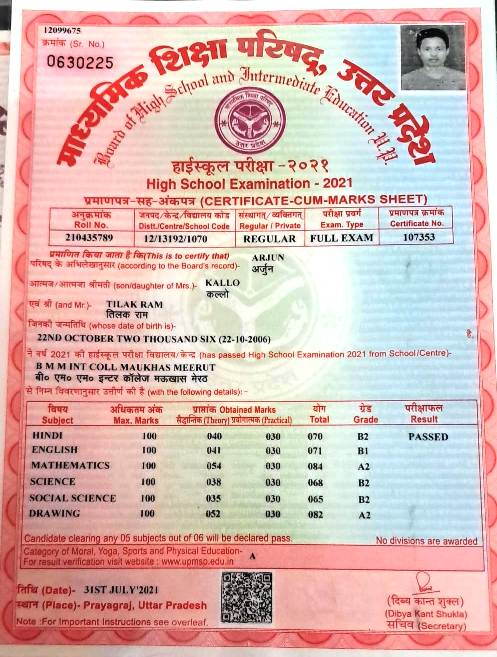 12099675
क्रमांक (Sr. No.)
0630225
माध्यमिक शिक्षा परिषद्, उत्तर प्रदेश
Board of High School and Intermediate Education U.P.
हाईस्कूल परीक्षा - २०२१
High School Examination - 2021
प्रमाणपत्र-सह-अंकपत्र (CERTIFICATE-CUM-MARKS SHEET)
अनुक्रमांक जनपद/केन्द्र/विद्यालय कोड संस्थागत/व्यक्तिगत परीक्षा प्रवर्ग प्रमाणपत्र क्रमांक
Roll No. Distt./Centre/School Code Regular / Private Exam. Type Certificate No.
210435789 12/13192/1070 REGULAR FULL EXAM 107353
प्रमाणित किया जाता है कि(This is to certify that) ARJUN
परिषद के अभिलेखानुसार (according to the Board's record)- अर्जुन
आत्मज/आत्मजा श्रीमती (son/daughter of Mrs.)- KALLO
कल्लो
एवं श्री (and Mr.)- TILAK RAM
तिलक राम
जिनकी जन्मतिथि (whose date of birth is)-
22ND OCTOBER TWO THOUSAND SIX (22-10-2006) है,
ने वर्ष 2021 की हाईस्कूल परीक्षा विद्यालय/केन्द्र (has passed High School Examination 2021 from School/Centre)-
B M M INT COLL MAUKHAS MEERUT
बी० एम० एम० इन्टर कॉलेज मऊखास मेरठ
से निम्न विवरणानुसार उत्तीर्ण की है (with the following details):-
विषय अधिकतम अंक प्राप्तांक Obtained Marks योग ग्रेड परीक्षाफल
Subject Max. Marks सैद्धान्तिक (Theory) प्रयोगात्मक (Practical) Total Grade Result
HINDI 100 040 030 070 B2 PASSED
ENGLISH 100 041 030 071 B1
MATHEMATICS 100 054 030 084 A2
SCIENCE 100 038 030 068 B2
SOCIAL SCIENCE 100 035 030 065 B2
DRAWING 100 052 030 082 A2
Candidate clearing any 05 subjects out of 06 will be declared pass. No divisions are awarded
Category of Moral, Yoga, Sports and Physical Education- A
For result verification visit website : www.upmsp.edu.in
तिथि (Date)- 31ST JULY'2021
स्थान (Place)- Prayagraj, Uttar Pradesh
Note :For Important Instructions see overleaf.
(दिव्य कान्त शुक्ल)
(Dibya Kant Shukla)
सचिव (Secretary)